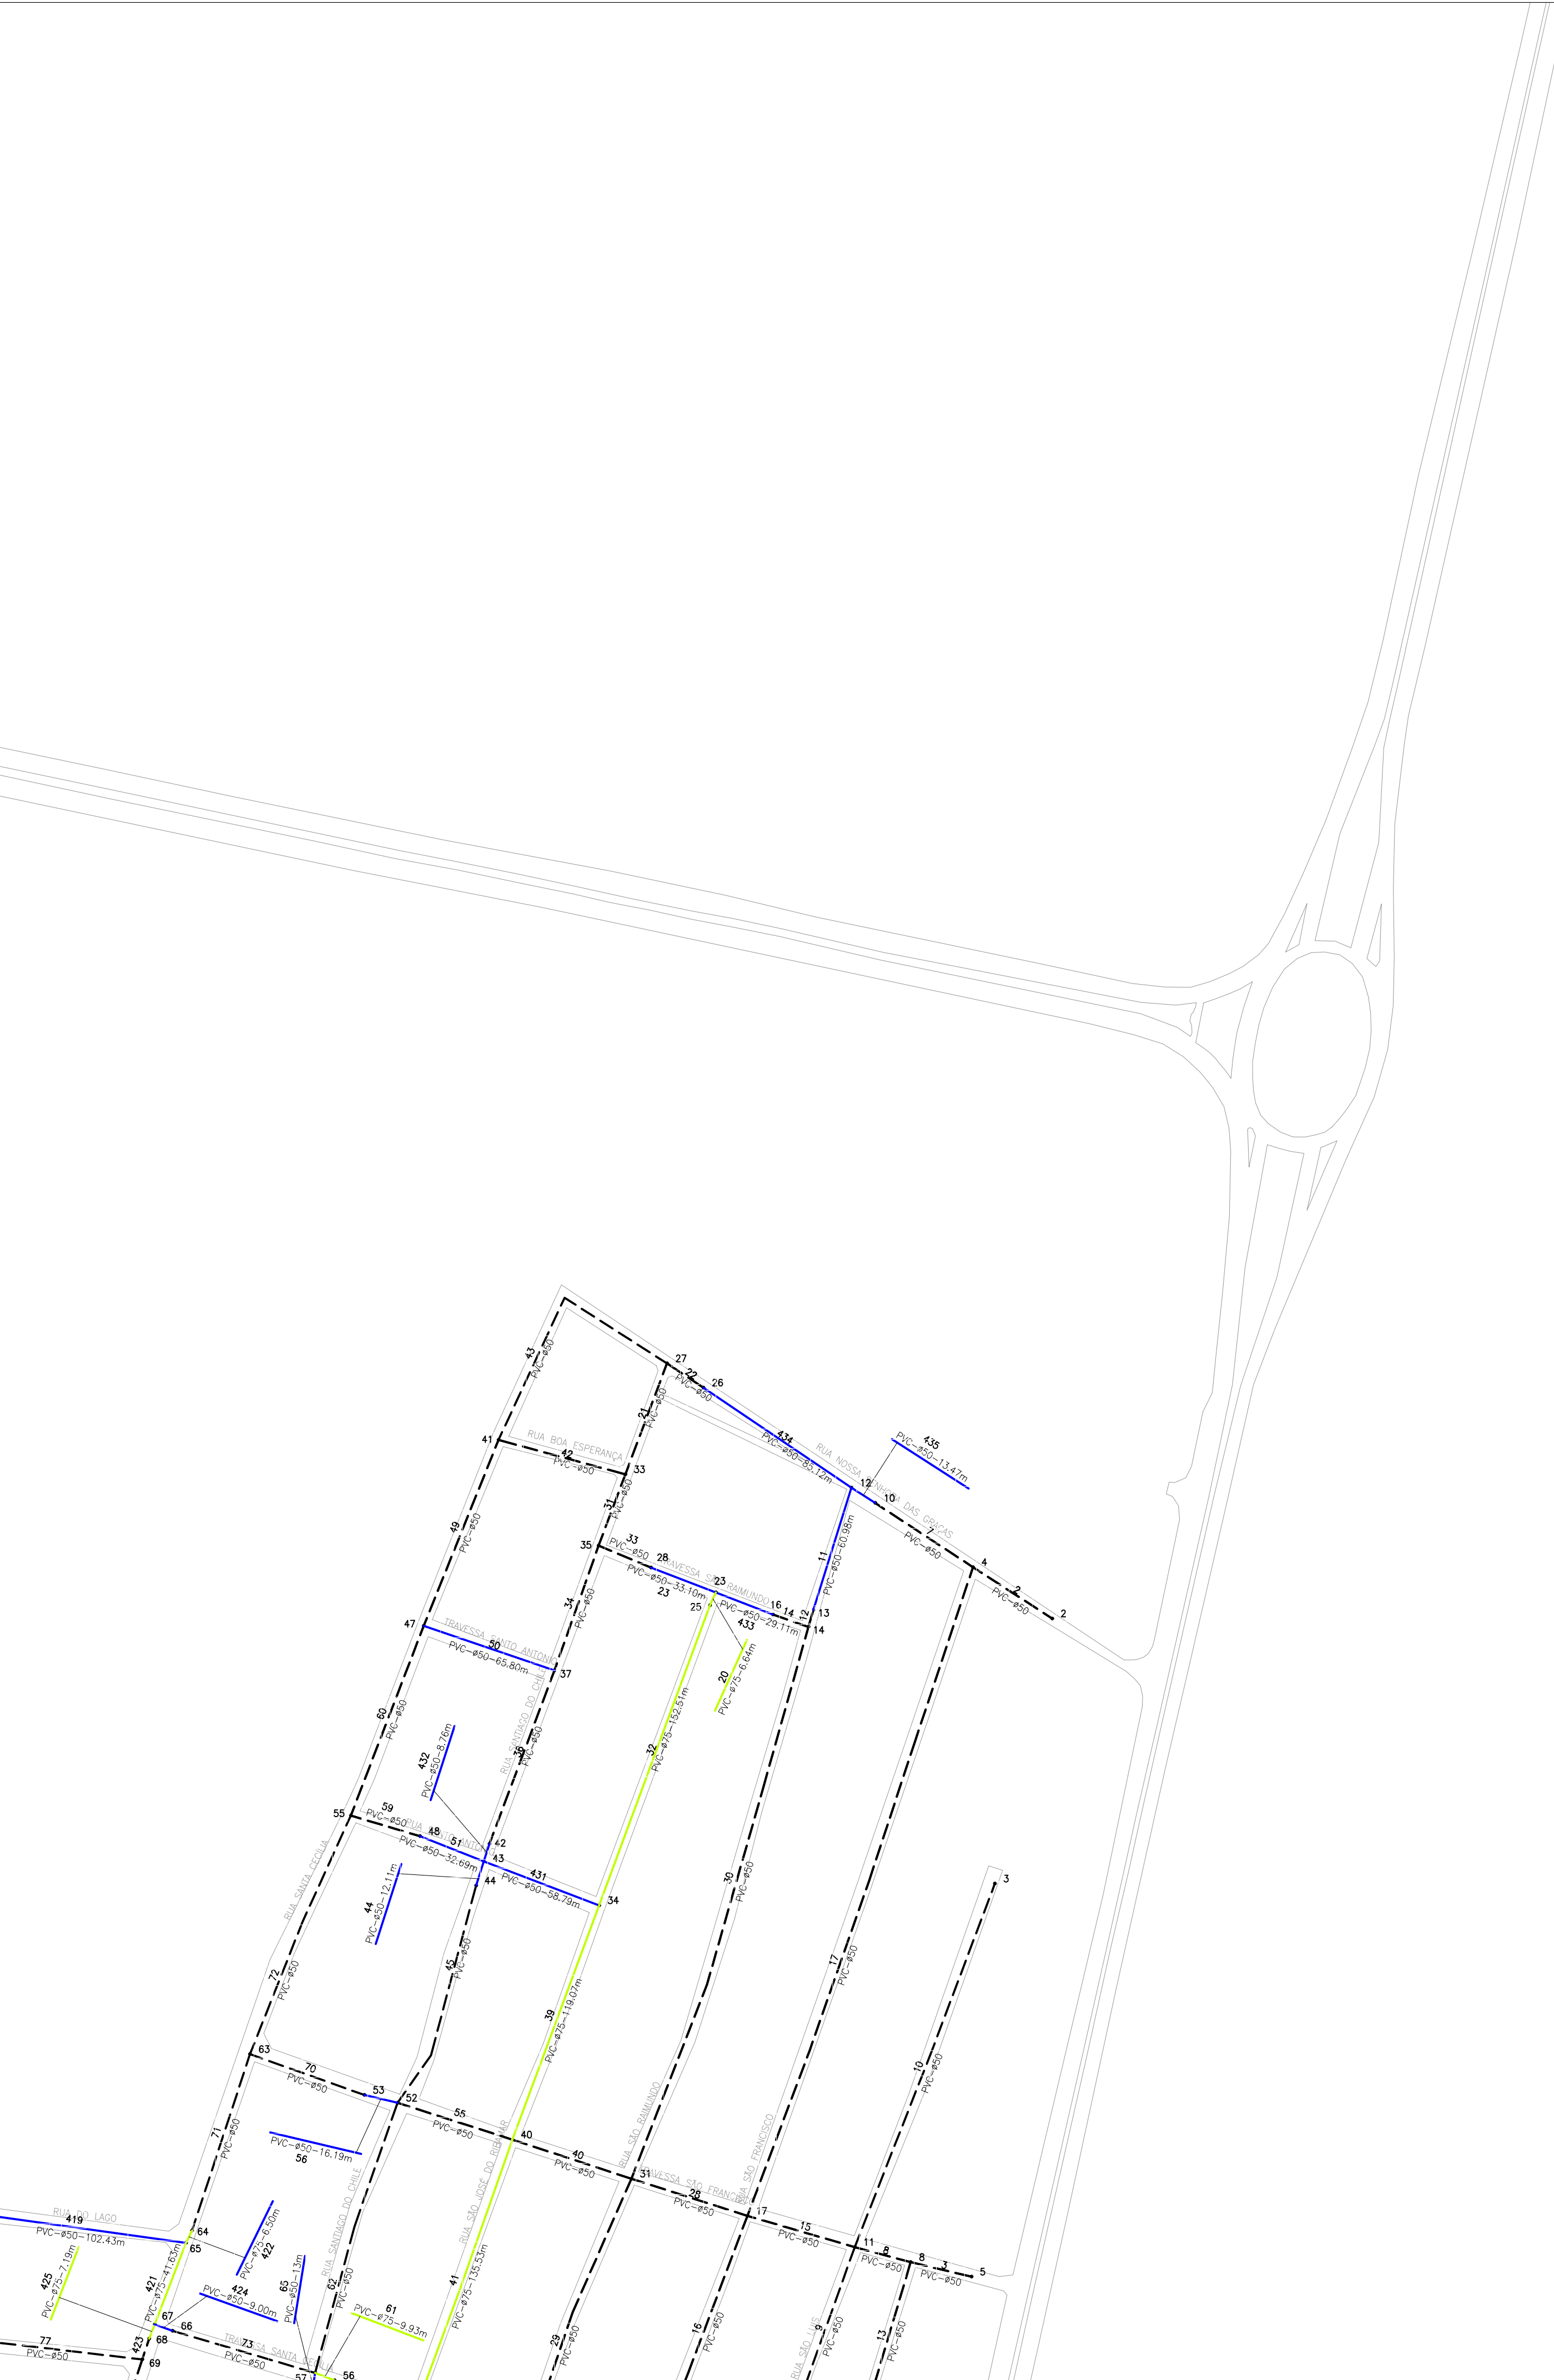 27
22
PVC-ø50
26
43
PVC-ø50
21
PVC-ø50
434
PVC-ø50-85.12m
RUA NOSSA SENHORA DAS GRAÇAS
435
PVC-ø50-13.47m
41
RUA BOA ESPERANÇA
42
PVC-ø50
33
12
10
7
PVC-ø50
31
PVC-ø50
11
PVC-ø50-60.98m
49
PVC-ø50
35
33
PVC-ø50
28
TRAVESSA SÃO RAIMUNDO
PVC-ø50-33.10m
23
23
25
PVC-ø50-29.11m
16
14
12
13
14
4
2
PVC-ø50
2
433
20
PVC-ø75-6.64m
34
PVC-ø50
47
TRAVESSA SANTO ANTONIO
50
PVC-ø50-65.80m
37
RUA SANTIAGO DO CHILE
60
PVC-ø50
36
PVC-ø50
32
PVC-ø75-152.51m
432
PVC-ø50-8.76m
55
59
PVC-ø50
48
RUA SANTO ANTONIO
51
PVC-ø50-32.69m
42
43
431
PVC-ø50-58.79m
34
44
44
PVC-ø50-12.11m
RUA SANTA CECÍLIA
30
PVC-ø50
3
17
PVC-ø50
45
PVC-ø50
72
PVC-ø50
39
PVC-ø75-119.07m
10
PVC-ø50
63
70
PVC-ø50
53
52
55
PVC-ø50
40
40
PVC-ø50
RUA SÃO RAIMUNDO
RUA SÃO FRANCISCO
71
PVC-ø50
PVC-ø50-16.19m
56
RUA SÃO JOSÉ DO RIBAMAR
31
TRAVESSA SÃO FRANCISCO
28
PVC-ø50
17
15
PVC-ø50
11
8
PVC-ø50
8
3
PVC-ø50
5
RUA DO LAGO
419
PVC-ø50-102.43m
64
65
PVC-ø75-6.50m
422
RUA SANTIAGO DO CHILE
425
PVC-ø75-7.19m
421
PVC-ø75-41.63m
424
PVC-ø50-9.00m
65
PVC-ø50-13m
62
PVC-ø50
61
PVC-ø75-9.93m
41
PVC-ø75-135.53m
67
66
68
423
69
77
PVC-ø50
TRAVESSA SANTA CECÍLIA
73
PVC-ø50
57
56
29
PVC-ø50
16
PVC-ø50
RUA SÃO LUIS
9
PVC-ø50
13
PVC-ø50